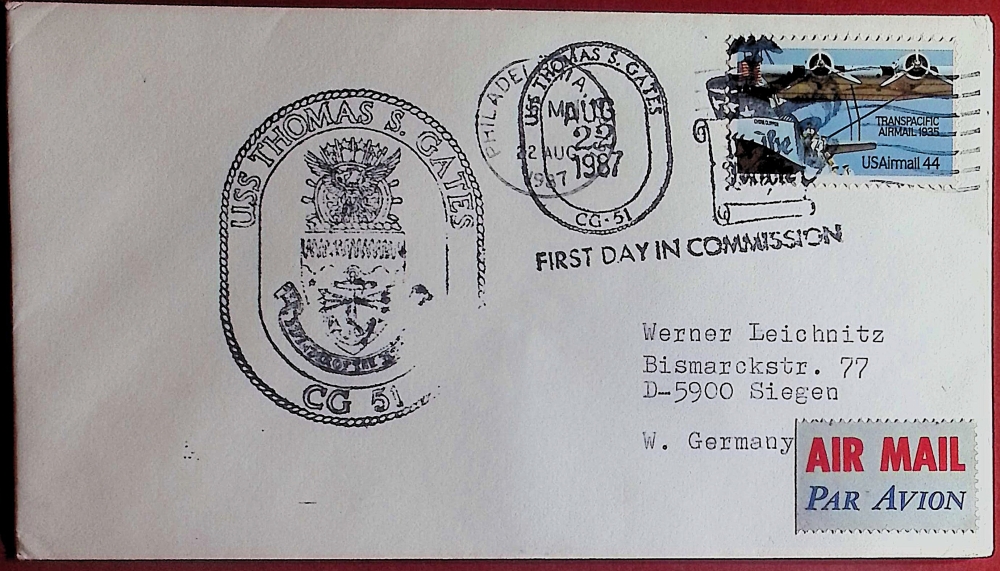 USS THOMAS S. GATES
CG 51
PHILADEL
22 AUG
1987
USS THOMAS S. GATES
AUG
22
1987
CG-51
FIRST DAY IN COMMISSION
TRANSPACIFIC
AIRMAIL 1935
USAirmail 44
Werner Leichnitz
Bismarckstr. 77
D-5900 Siegen
W. Germany
AIR MAIL
PAR AVION